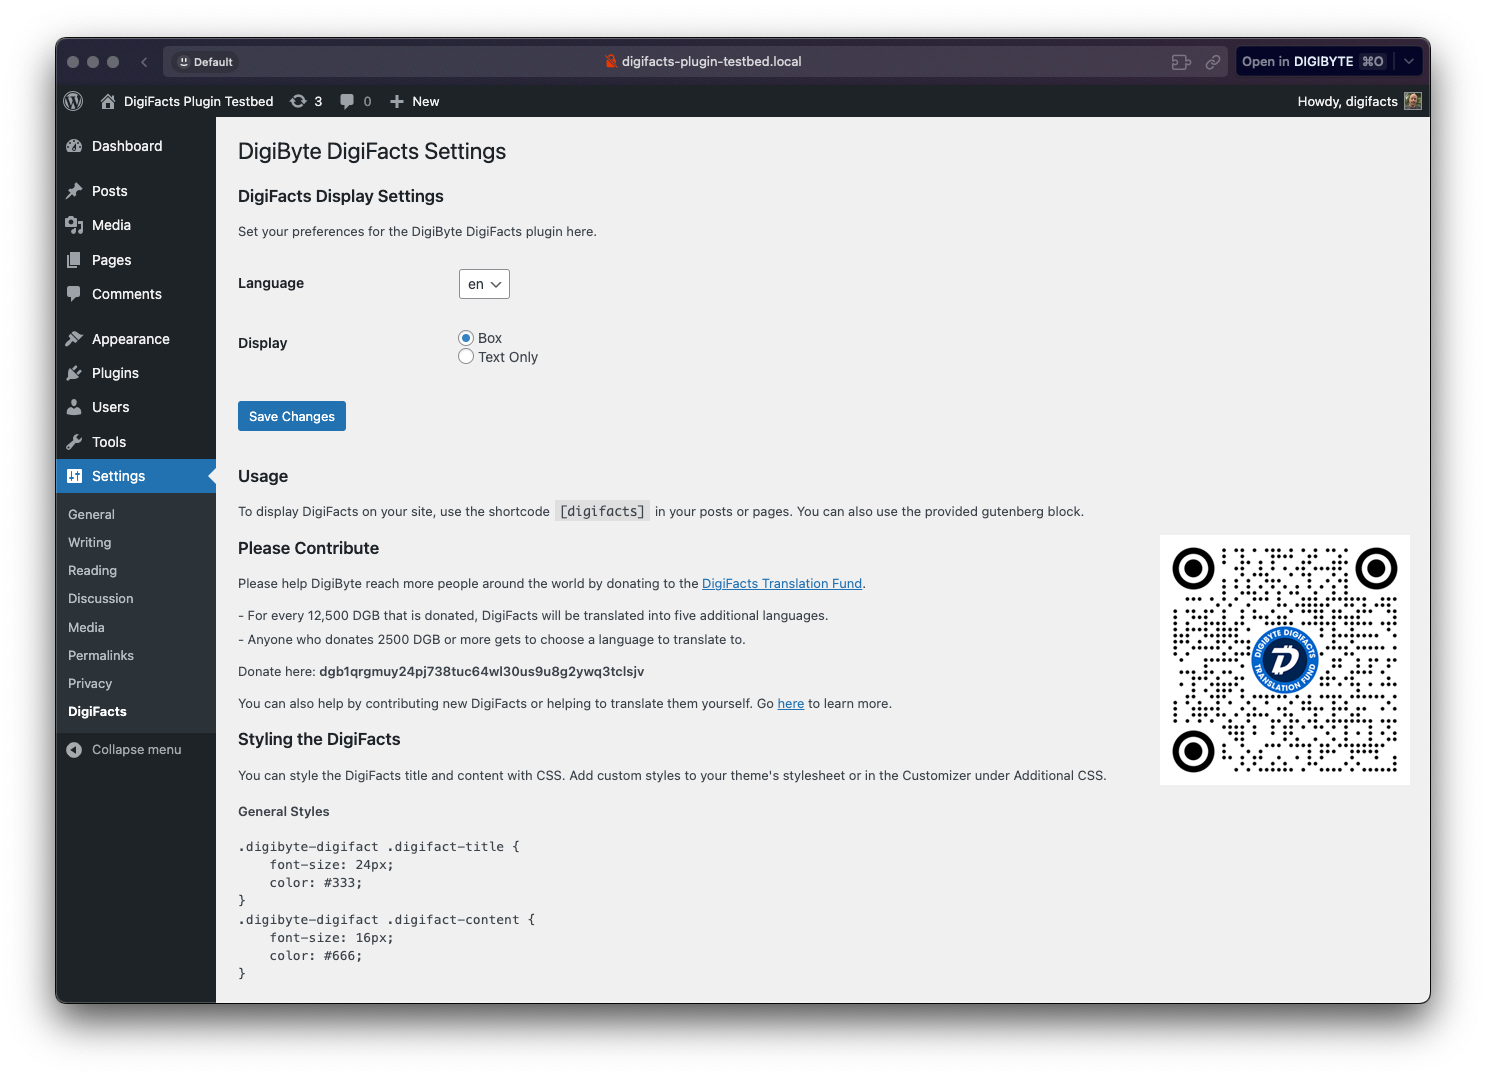 Default
digifacts-plugin-testbed.local
Open in DIGIBYTE ⌘O
DigiFacts Plugin Testbed
3
0
New
Howdy, digifacts
Dashboard
Posts
Media
Pages
Comments
Appearance
Plugins
Users
Tools
Settings
General
Writing
Reading
Discussion
Media
Permalinks
Privacy
DigiFacts
Collapse menu
DigiByte DigiFacts Settings
DigiFacts Display Settings
Set your preferences for the DigiByte DigiFacts plugin here.
Language
en
Display
Box
Text Only
Save Changes
Usage
To display DigiFacts on your site, use the shortcode [digifacts] in your posts or pages. You can also use the provided gutenberg block.
Please Contribute
Please help DigiByte reach more people around the world by donating to the DigiFacts Translation Fund.
- For every 12,500 DGB that is donated, DigiFacts will be translated into five additional languages.
- Anyone who donates 2500 DGB or more gets to choose a language to translate to.
Donate here: dgb1qrgmuy24pj738tuc64wl30us9u8g2ywq3tclsjv
You can also help by contributing new DigiFacts or helping to translate them yourself. Go here to learn more.
DIGIBYTE DIGIFACTS
TRANSLATION FUND
Styling the DigiFacts
You can style the DigiFacts title and content with CSS. Add custom styles to your theme's stylesheet or in the Customizer under Additional CSS.
General Styles
.digibyte-digifact .digifact-title {
font-size: 24px;
color: #333;
}
.digibyte-digifact .digifact-content {
font-size: 16px;
color: #666;
}